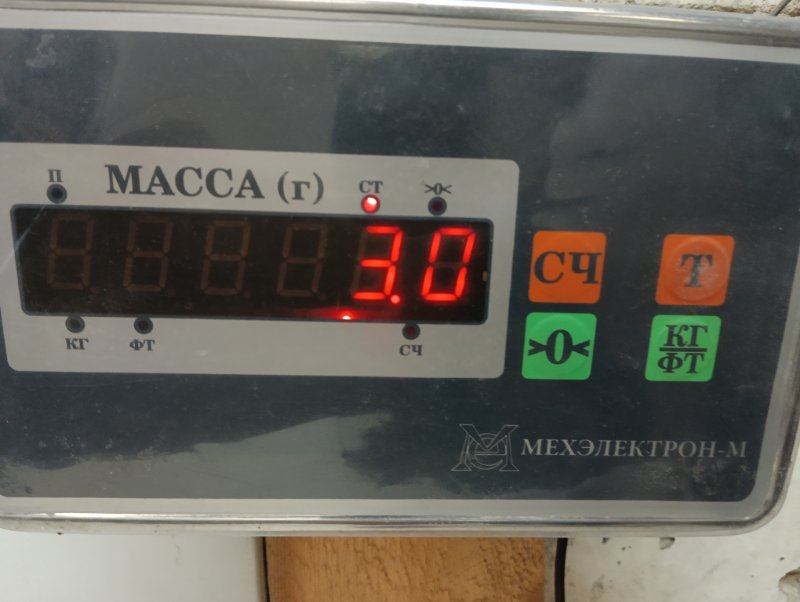 П МАССА (г) СТ >0<
3.0
КГ ФТ СЧ
СЧ Т
>0< КГ/ФТ
МЕХЭЛЕКТРОН-М